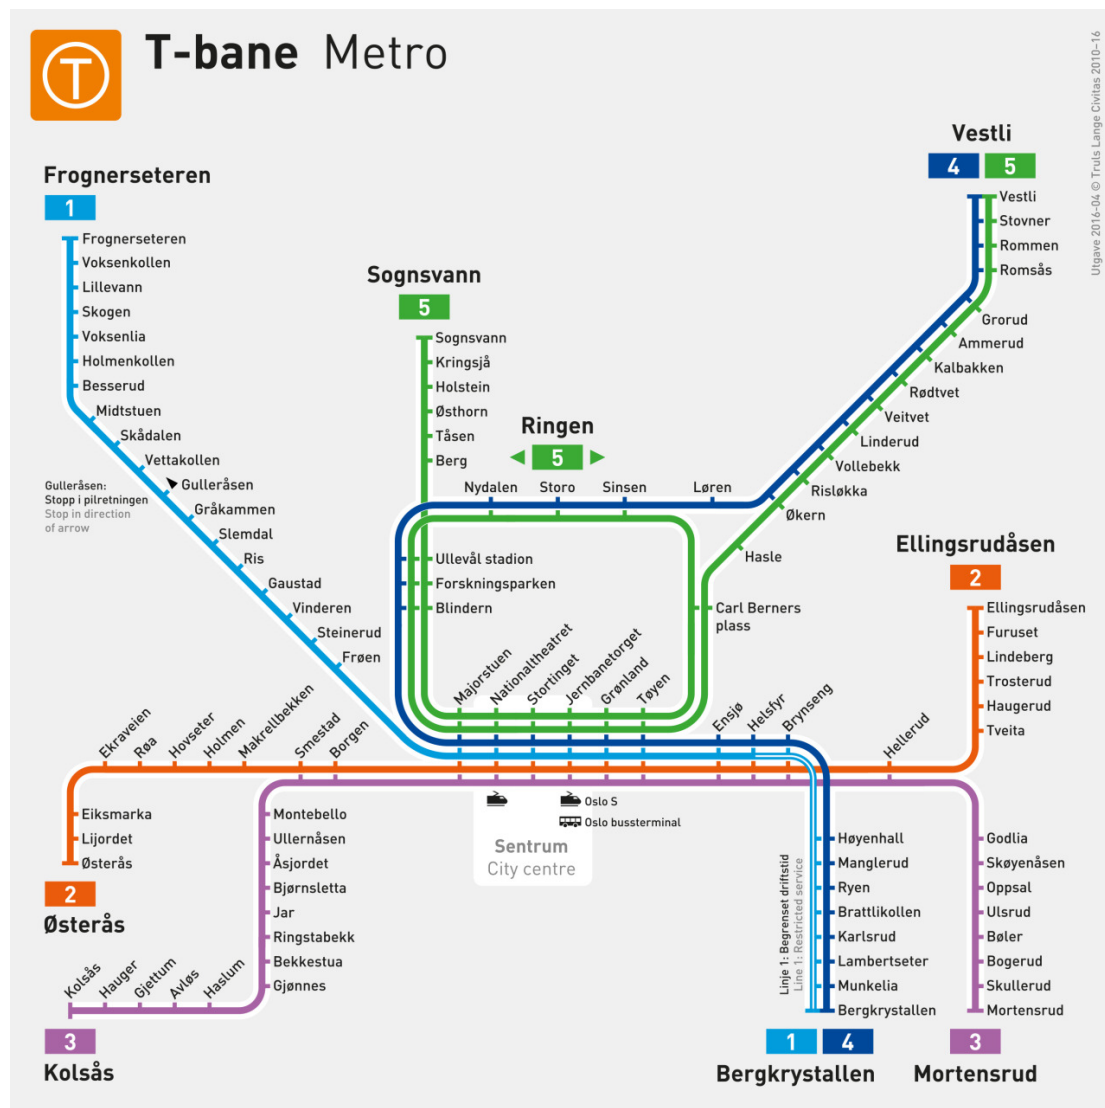 T
T-bane Metro
Utgave 2016-04 © Truls Lange Civitas 2010–16
Vestli
4
5
Vestli
Stovner
Rommen
Romsås
Grorud
Ammerud
Kalbakken
Rødtvet
Veitvet
Linderud
Vollebekk
Risløkka
Økern
Hasle
Frognerseteren
1
Frognerseteren
Voksenkollen
Lillevann
Skogen
Voksenlia
Holmenkollen
Besserud
Midtstuen
Skådalen
Vettakollen
Gulleråsen
Gråkammen
Slemdal
Ris
Gaustad
Vinderen
Steinerud
Frøen
Gulleråsen:
Stopp i pilretningen
Stop in direction
of arrow
Sognsvann
5
Sognsvann
Kringsjå
Holstein
Østhorn
Tåsen
Berg
Ringen
5
Nydalen
Storo
Sinsen
Løren
Ullevål stadion
Forskningsparken
Blindern
Carl Berners
plass
Ellingsrudåsen
2
Ellingsrudåsen
Furuset
Lindeberg
Trosterud
Haugerud
Tveita
Ekraveien
Røa
Hovseter
Holmen
Makrellbekken
Smestad
Borgen
Majorstuen
Nationaltheatret
Stortinget
Jernbanetorget
Grønland
Tøyen
Ensjø
Helsfyr
Brynseng
Hellerud
Oslo S
Oslo bussterminal
Sentrum
City centre
Eiksmarka
Lijordet
Østerås
2
Østerås
Montebello
Ullernåsen
Åsjordet
Bjørnsletta
Jar
Ringstabekk
Bekkestua
Gjønnes
Kolsås
Hauger
Gjettum
Avløs
Haslum
3
Kolsås
Linje 1: Begrenset driftstid
Line 1: Restricted service
Høyenhall
Manglerud
Ryen
Brattlikollen
Karlsrud
Lambertseter
Munkelia
Bergkrystallen
1
4
Bergkrystallen
Godlia
Skøyenåsen
Oppsal
Ulsrud
Bøler
Bogerud
Skullerud
Mortensrud
3
Mortensrud